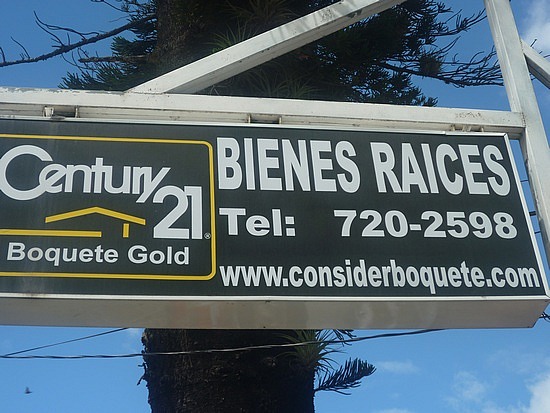 Century 21®
Boquete Gold
BIENES RAICES
Tel: 720-2598
www.considerboquete.com